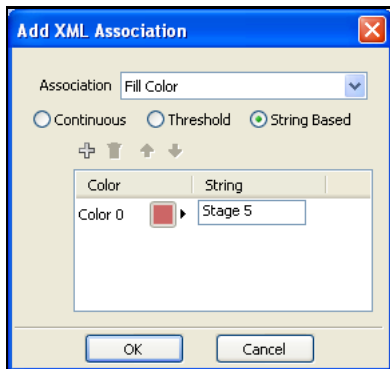 Add XML Association
Association Fill Color
Continuous Threshold String Based
Color String
Color 0 Stage 5
OK Cancel